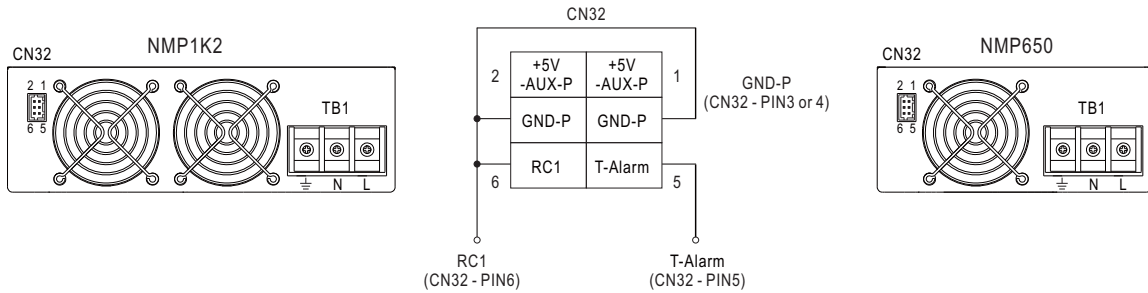 CN32
NMP1K2
2 1
6 5
TB1
N
L
CN32
2
+5V
-AUX-P
+5V
-AUX-P
1
GND-P
GND-P
6
RC1
T-Alarm
5
GND-P
(CN32 - PIN3 or 4)
RC1
(CN32 - PIN6)
T-Alarm
(CN32 - PIN5)
CN32
NMP650
2 1
6 5
TB1
N
L